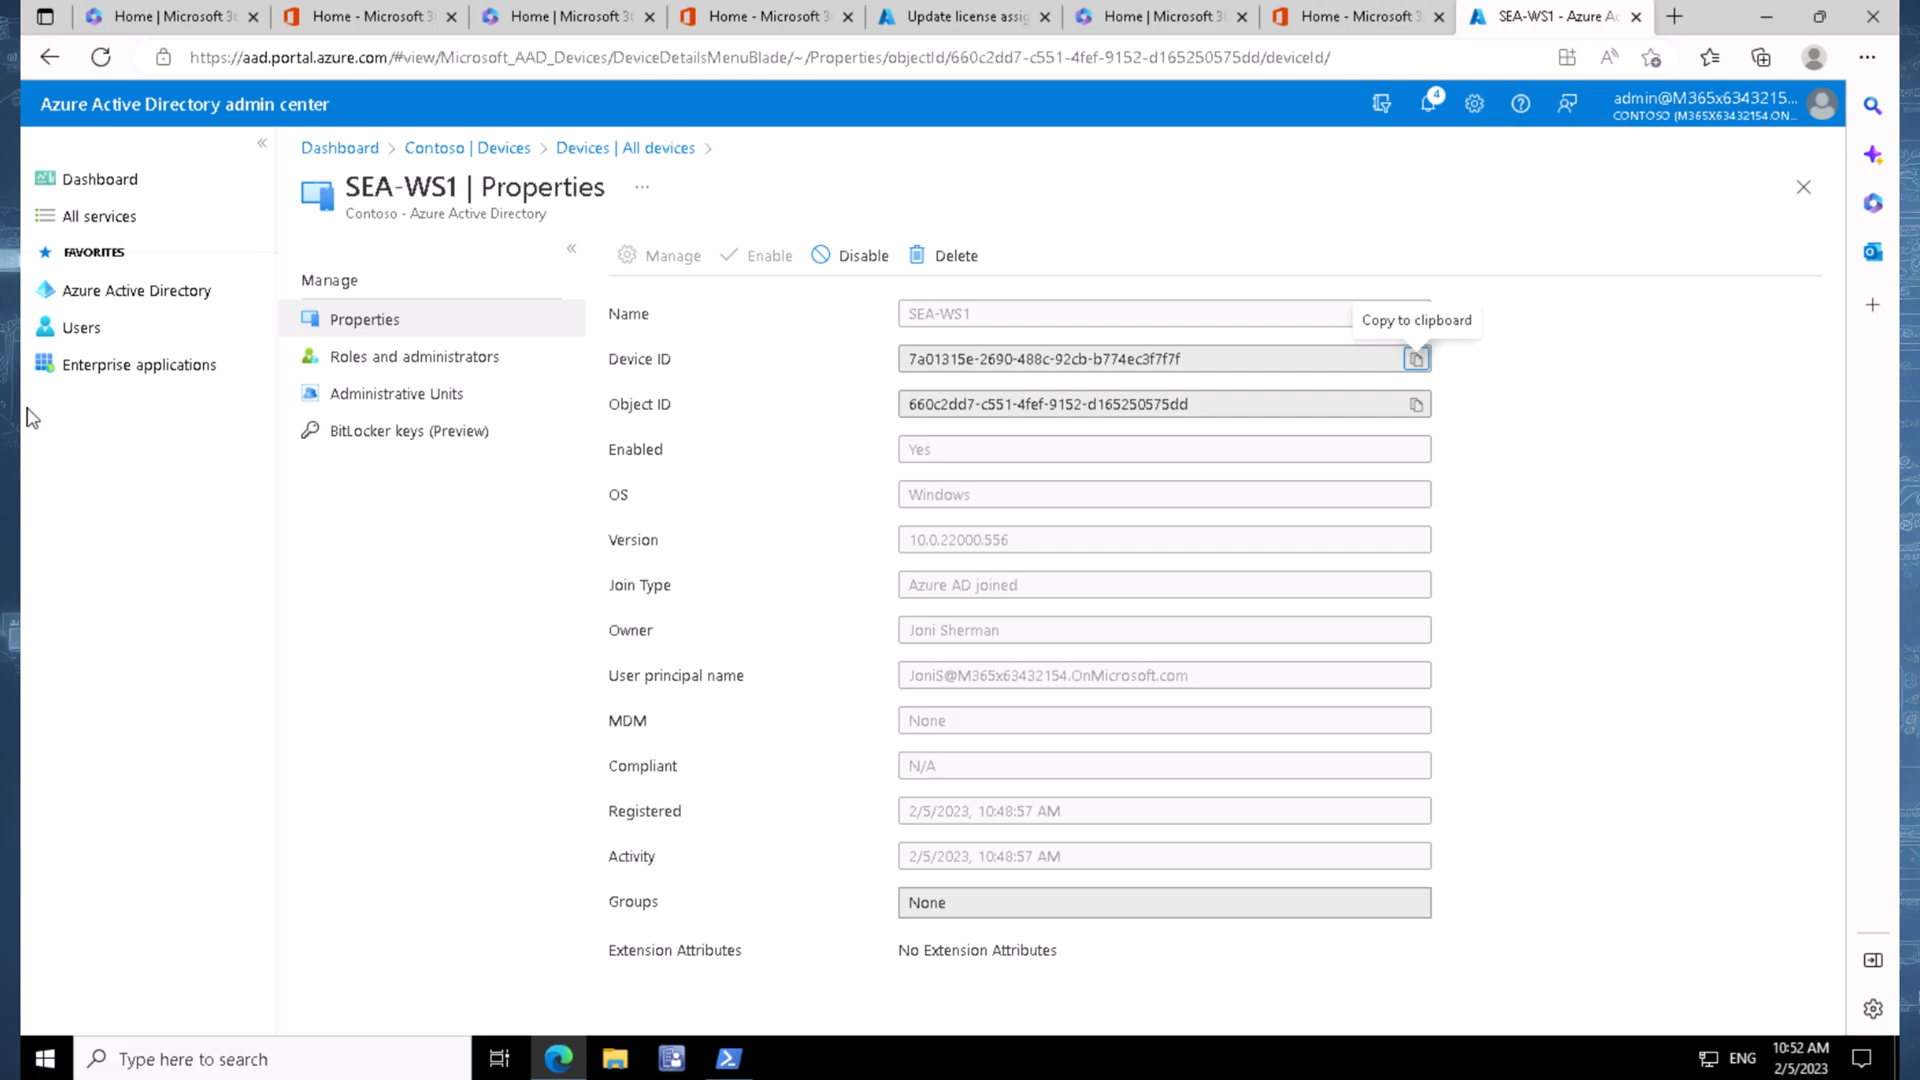 Home | Microsoft 3
Home - Microsoft 3
Home | Microsoft 3
Home - Microsoft 3
Update license assig
Home | Microsoft 3
Home - Microsoft 3
SEA-WS1 - Azure Ac
https://aad.portal.azure.com/#view/Microsoft_AAD_Devices/DeviceDetailsMenuBlade/~/Properties/objectId/660c2dd7-c551-4fef-9152-d165250575dd/deviceId/
Azure Active Directory admin center
4
admin@M365x6343215...
CONTOSO (M365X63432154.ON...
Dashboard > Contoso | Devices > Devices | All devices >
SEA-WS1 | Properties ...
Contoso - Azure Active Directory
Dashboard
All services
FAVORITES
Azure Active Directory
Users
Enterprise applications
Manage
Properties
Roles and administrators
Administrative Units
BitLocker keys (Preview)
Manage Enable Disable Delete
Name SEA-WS1
Copy to clipboard
Device ID 7a01315e-2690-488c-92cb-b774ec3f7f7f
Object ID 660c2dd7-c551-4fef-9152-d165250575dd
Enabled Yes
OS Windows
Version 10.0.22000.556
Join Type Azure AD joined
Owner Joni Sherman
User principal name JoniS@M365x63432154.OnMicrosoft.com
MDM None
Compliant N/A
Registered 2/5/2023, 10:48:57 AM
Activity 2/5/2023, 10:48:57 AM
Groups None
Extension Attributes No Extension Attributes
Type here to search
ENG
10:52 AM
2/5/2023